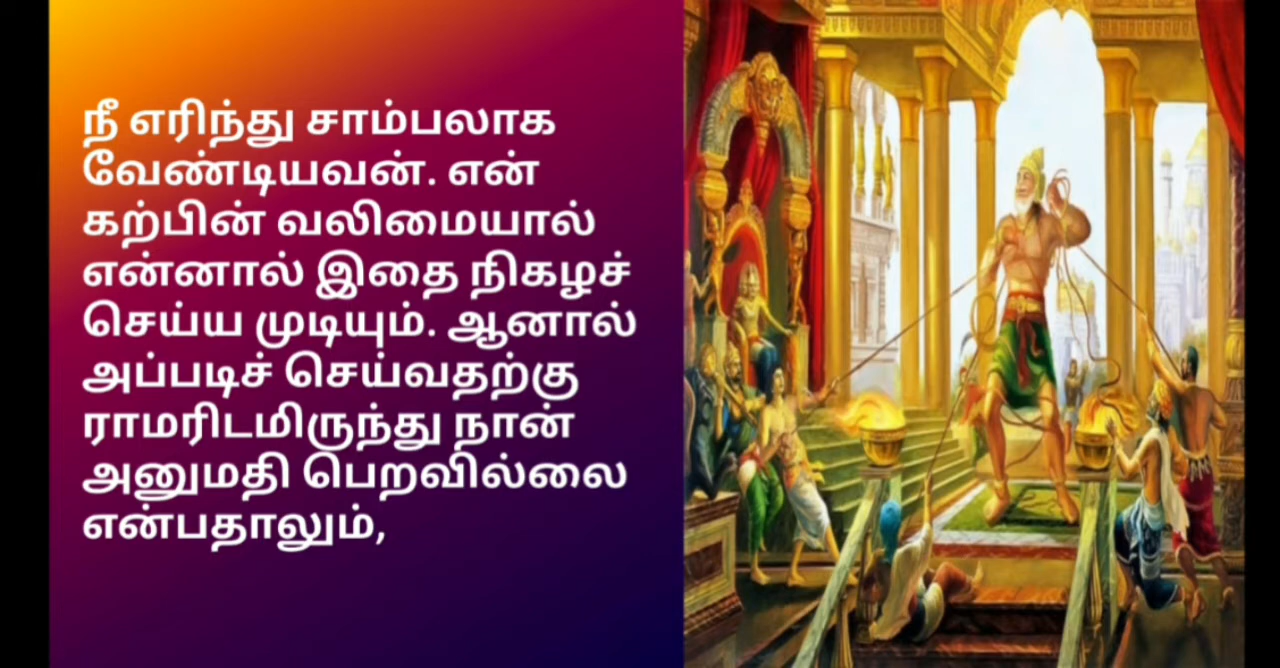 நீ எரிந்து சாம்பலாக
வேண்டியவன். என்
கற்பின் வலிமையால்
என்னால் இதை நிகழச்
செய்ய முடியும். ஆனால்
அப்படிச் செய்வதற்கு
ராமரிடமிருந்து நான்
அனுமதி பெறவில்லை
என்பதாலும்,